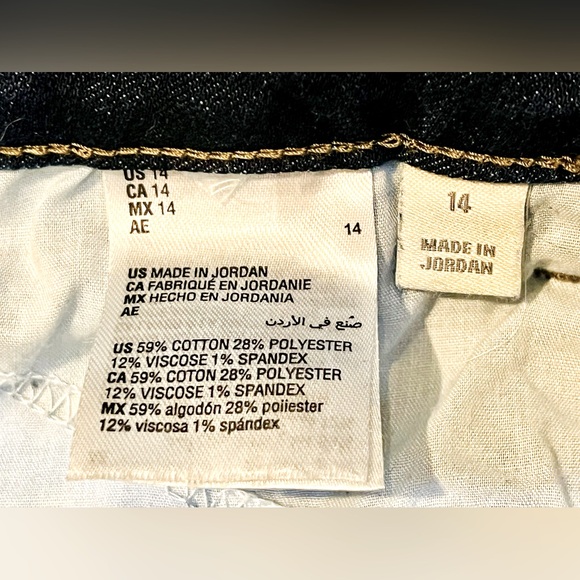 US 14
CA 14
MX 14
AE 14
US MADE IN JORDAN
CA FABRIQUÉ EN JORDANIE
MX HECHO EN JORDANIA
AE
صُنع في الأردن
US 59% COTTON 28% POLYESTER
12% VISCOSE 1% SPANDEX
CA 59% COTON 28% POLYESTER
12% VISCOSE 1% SPANDEX
MX 59% algodón 28% poliester
12% viscosa 1% spándex
14
MADE IN
JORDAN